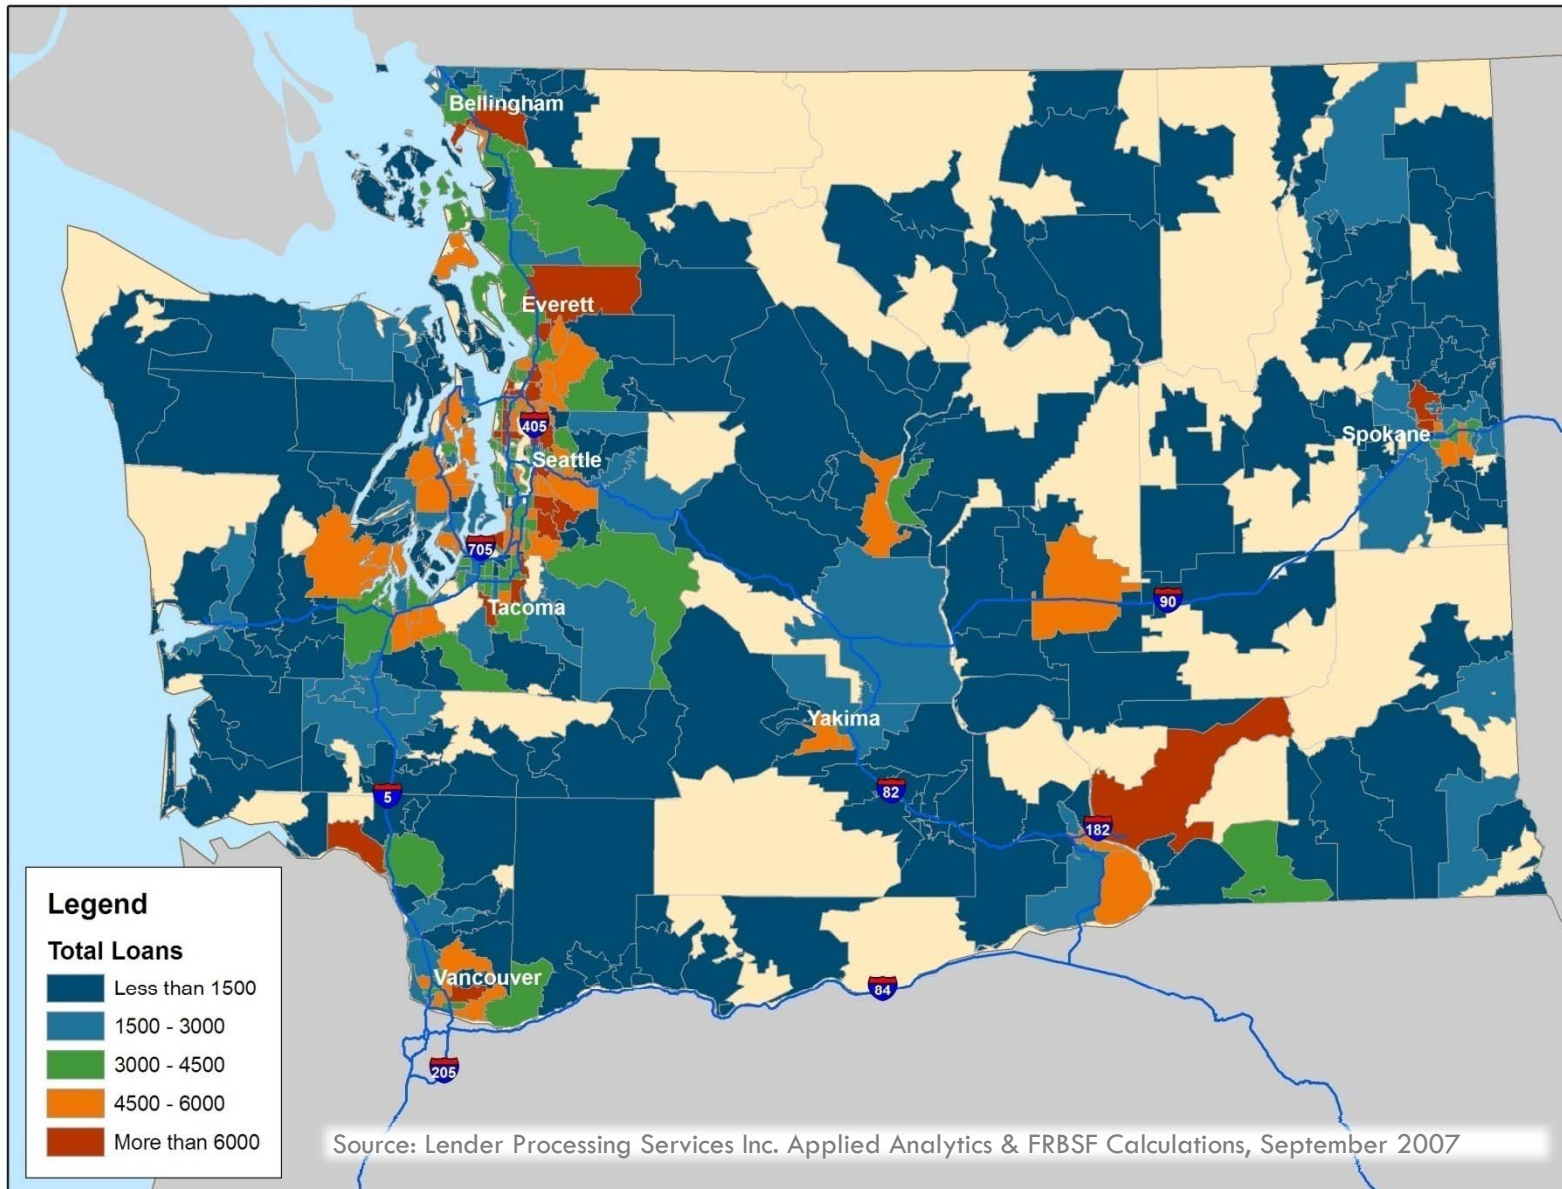 Bellingham
Everett
405
Seattle
Spokane
705
90
Tacoma
Yakima
5
82
182
Legend
Total Loans
Less than 1500
1500 - 3000
3000 - 4500
4500 - 6000
More than 6000
Vancouver
84
205
Source: Lender Processing Services Inc. Applied Analytics & FRBSF Calculations, September 2007